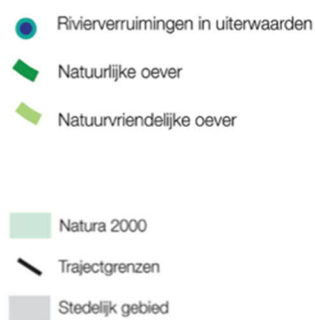 Rivierverruimingen in uiterwaarden
Natuurlijke oever
Natuurvriendelijke oever
Natura 2000
Trajectgrenzen
Stedelijk gebied